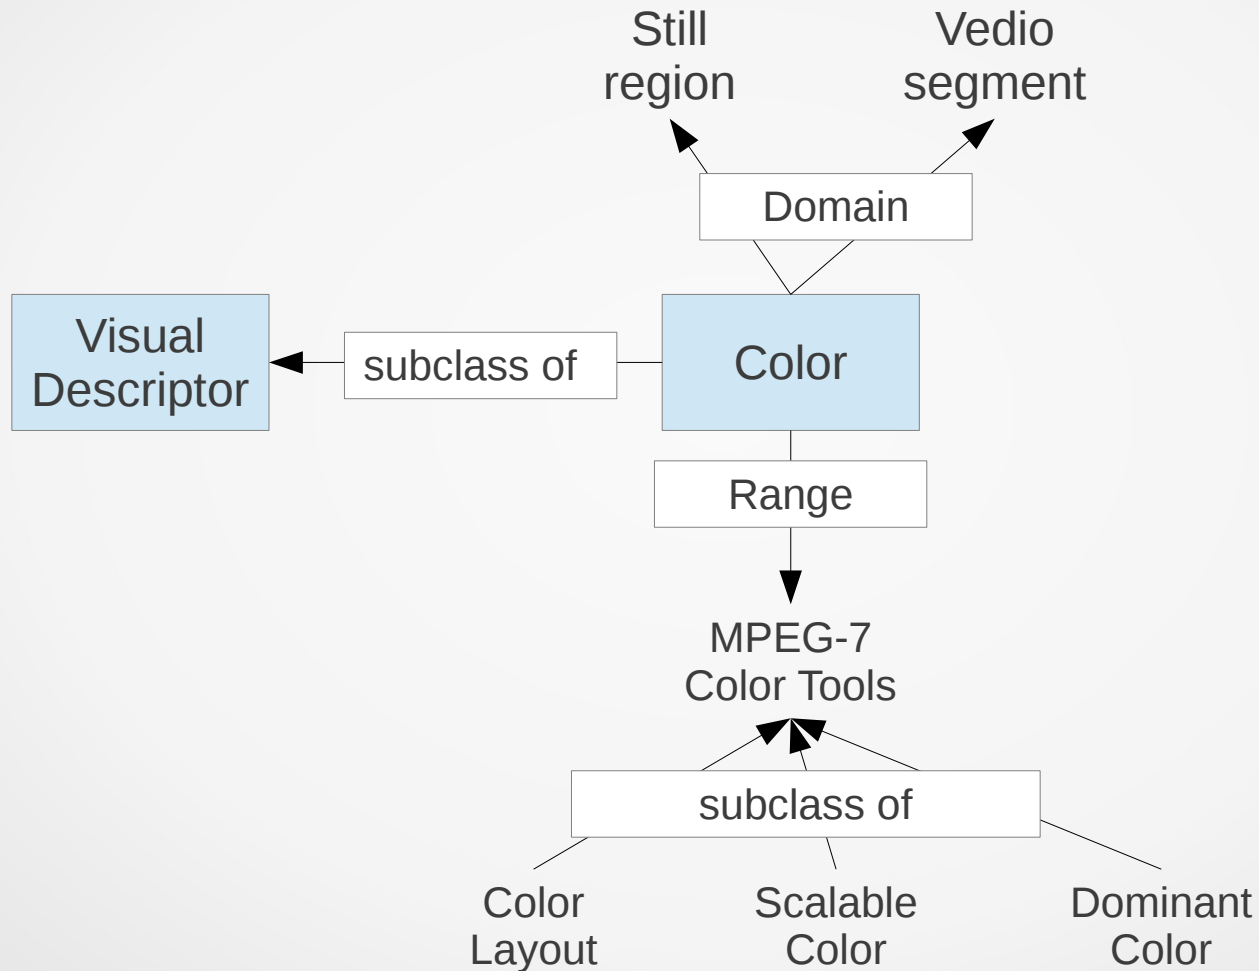 Still
region
Vedio
segment
Domain
Visual
Descriptor
subclass of
Color
Range
MPEG-7
Color Tools
subclass of
Color
Layout
Scalable
Color
Dominant
Color